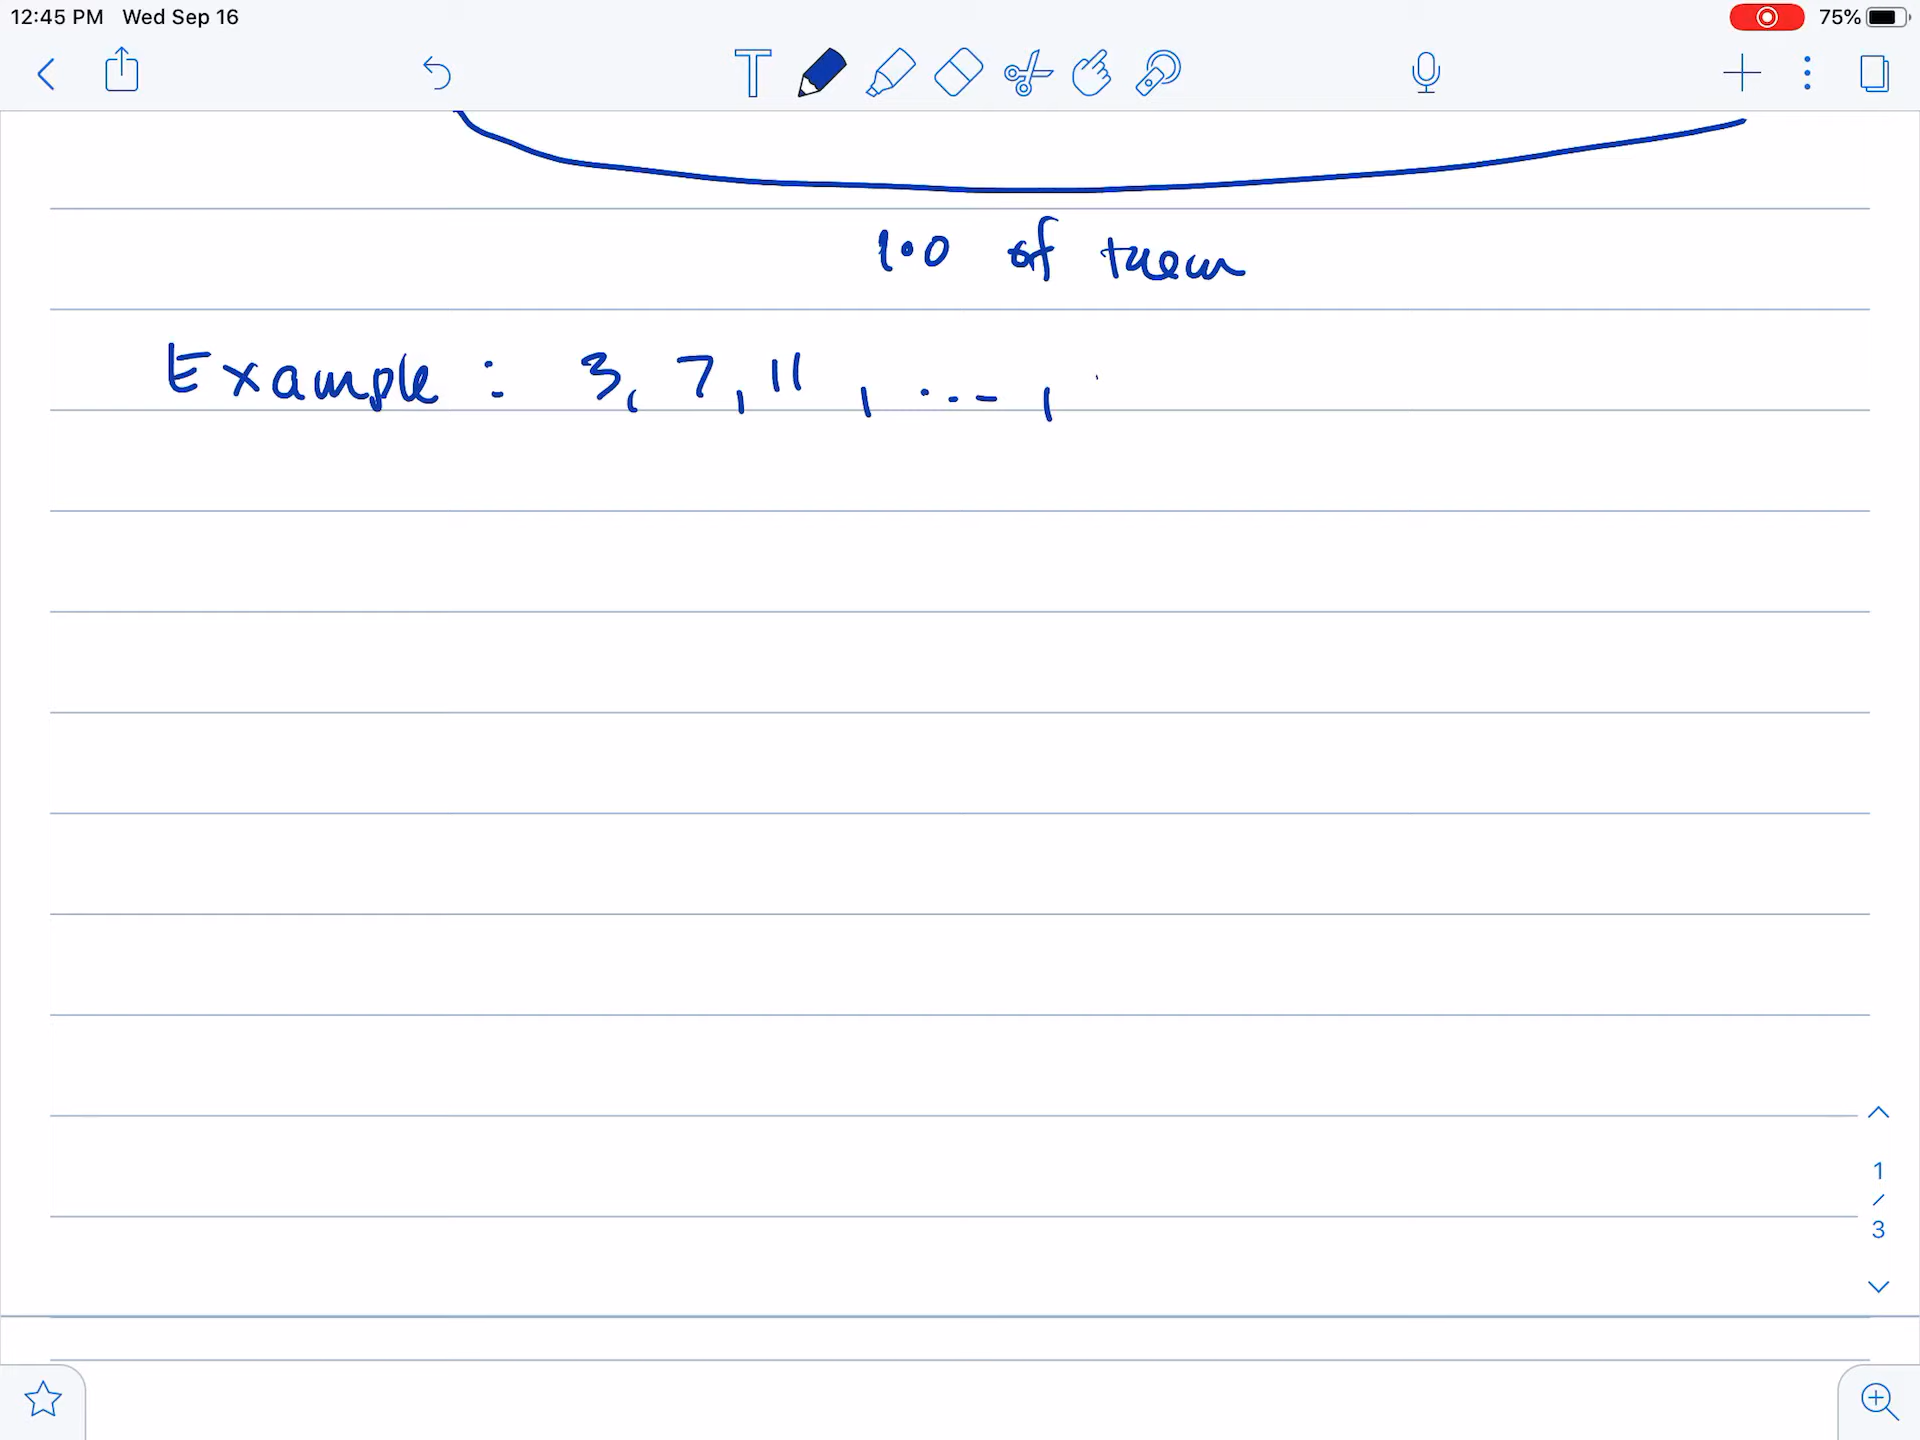 12:45 PM Wed Sep 16
75%
T
100 of them
Example : 3, 7, 11 , ... ,
1
/
3